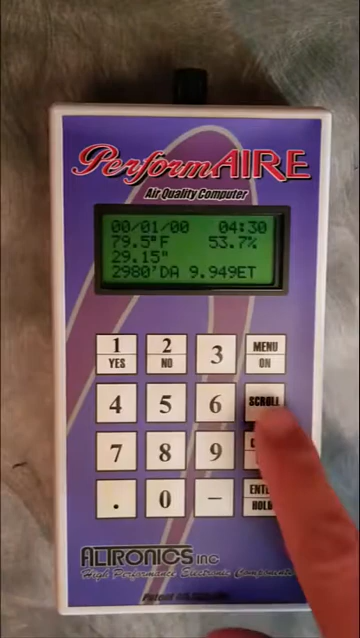 PerformAIRE
Air Quality Computer
00/01/00 04:30
79.5°F 53.7%
29.15"
2980'DA 9.949ET
1 2 3 MENU
YES NO ON
4 5 6 SCROLL
7 8 9
. 0 – HOLD
ALTRONICS INC
High Performance Electronic Components